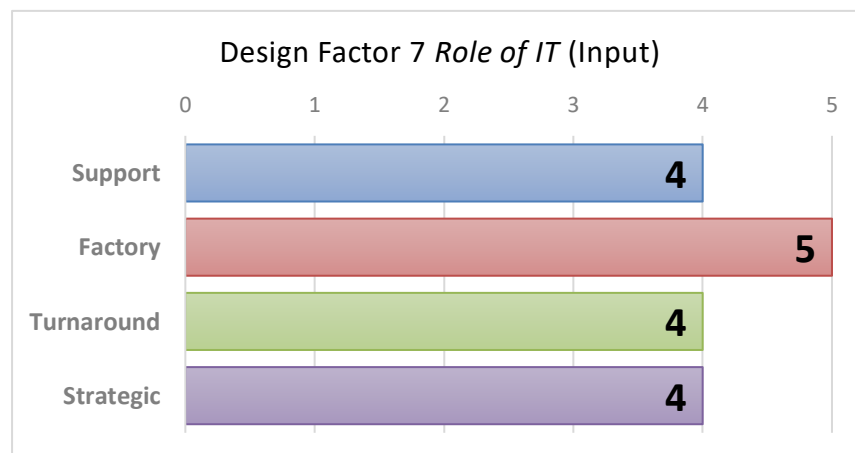 Design Factor 7 Role of IT (Input)
0 1 2 3 4 5
Support 4
Factory 5
Turnaround 4
Strategic 4